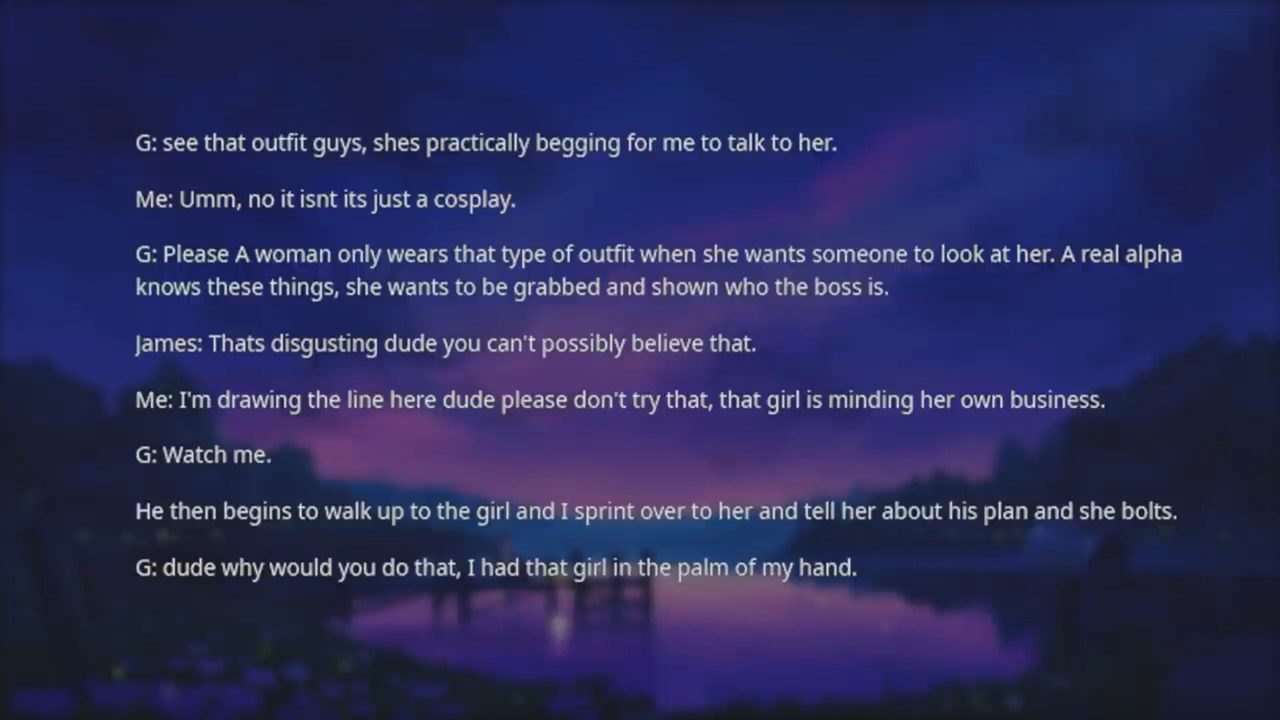 G: see that outfit guys, shes practically begging for me to talk to her.
Me: Umm, no it isnt its just a cosplay.
G: Please A woman only wears that type of outfit when she wants someone to look at her. A real alpha
knows these things, she wants to be grabbed and shown who the boss is.
James: Thats disgusting dude you can't possibly believe that.
Me: I'm drawing the line here dude please don't try that, that girl is minding her own business.
G: Watch me.
He then begins to walk up to the girl and I sprint over to her and tell her about his plan and she bolts.
G: dude why would you do that, I had that girl in the palm of my hand.